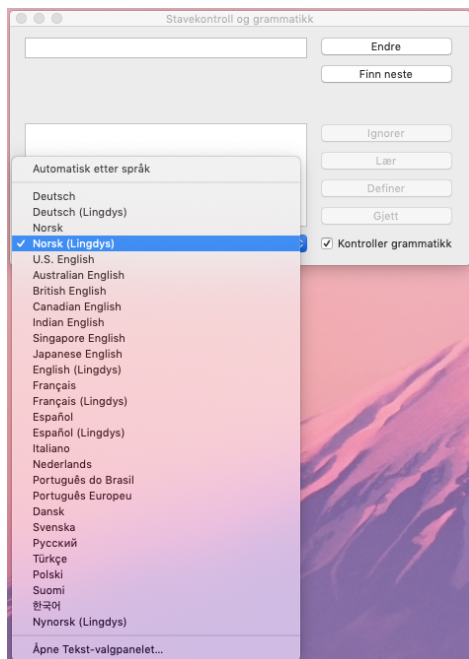 Stavekontroll og grammatikk
Endre
Finn neste
Ignorer
Lær
Definer
Gjett
Kontroller grammatikk
Automatisk etter språk
Deutsch
Deutsch (Lingdys)
Norsk
Norsk (Lingdys)
U.S. English
Australian English
British English
Canadian English
Indian English
Singapore English
Japanese English
English (Lingdys)
Français
Français (Lingdys)
Español
Español (Lingdys)
Italiano
Nederlands
Português do Brasil
Português Europeu
Dansk
Svenska
Русский
Türkçe
Polski
Suomi
한국어
Nynorsk (Lingdys)
Åpne Tekst-valgpanelet...